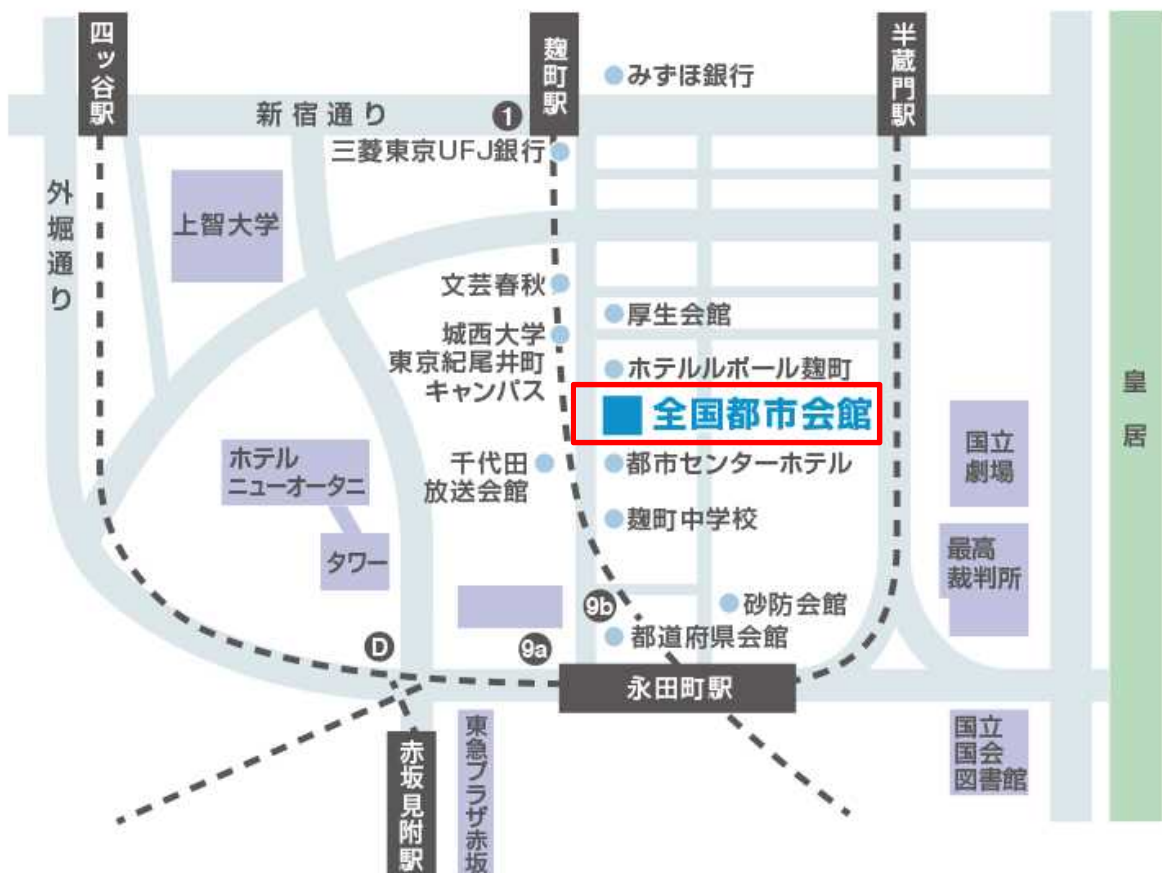 四ッ谷駅
麹町駅
半蔵門駅
みずほ銀行
新宿通り
1
三菱東京UFJ銀行
外堀通り
上智大学
文芸春秋
厚生会館
城西大学
東京紀尾井町
キャンパス
ホテルルポール麹町
皇居
全国都市会館
国立
劇場
ホテル
ニューオータニ
千代田
放送会館
都市センターホテル
麹町中学校
タワー
最高
裁判所
9b
砂防会館
都道府県会館
D
9a
永田町駅
赤坂見附駅
東急プラザ赤坂
国立
国会
図書館